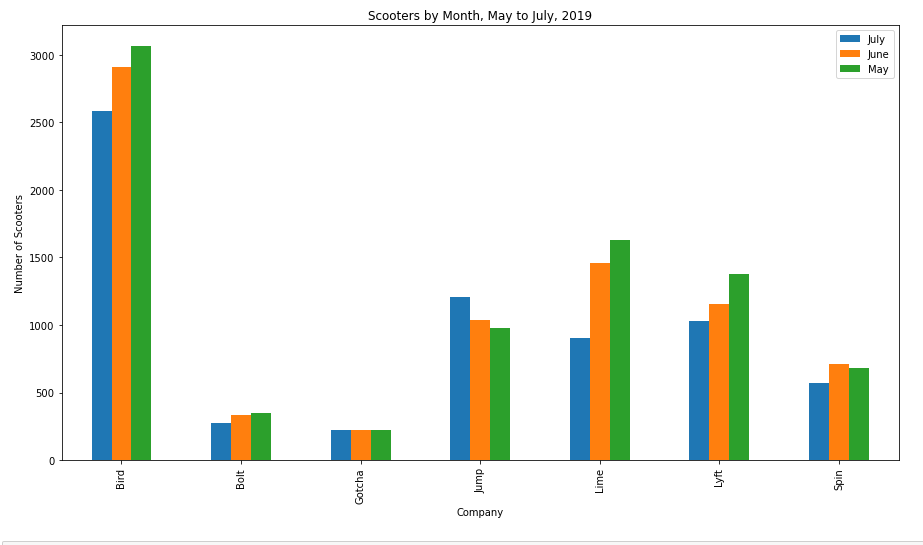 Scooters by Month, May to July, 2019
July
June
May
3000
2500
2000
1500
1000
500
0
Number of Scooters
Bird
Bolt
Gotcha
Jump
Lime
Lyft
Spin
Company